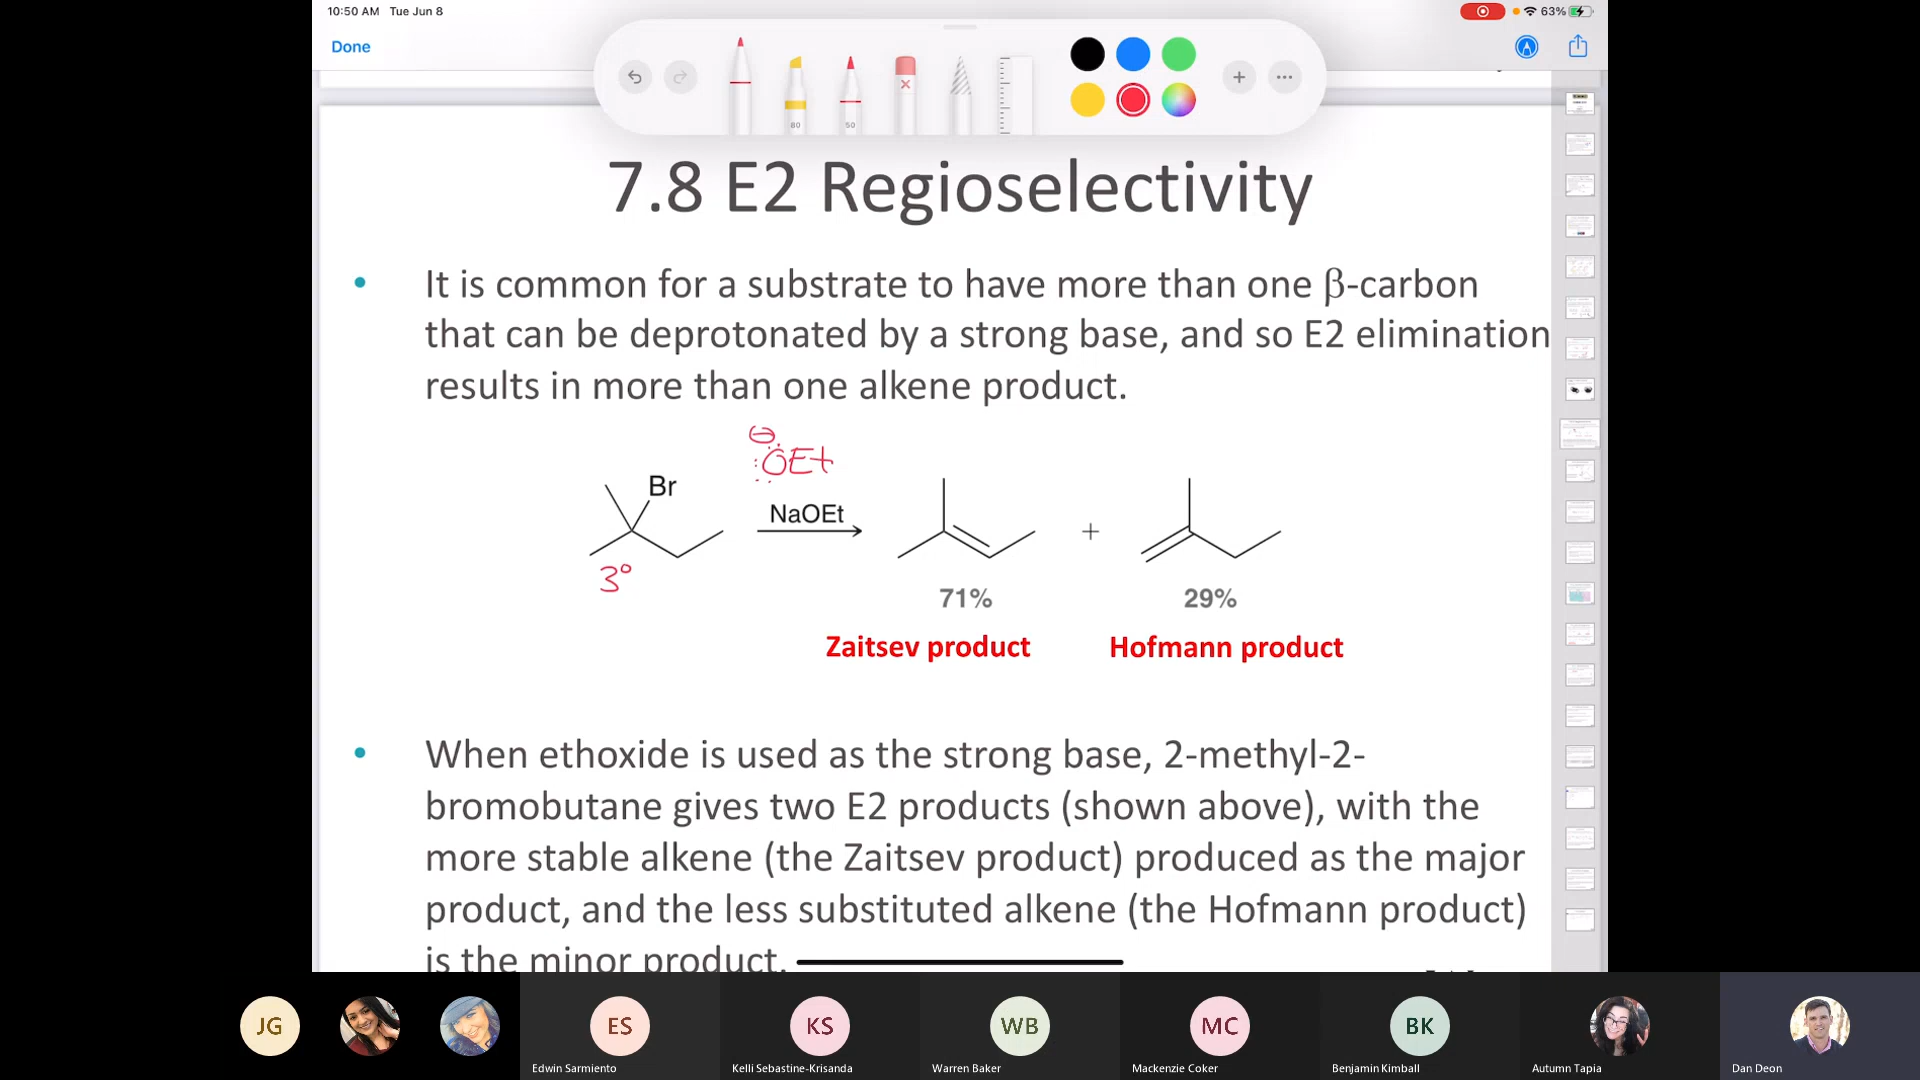 10:50 AM Tue Jun 8
63%
Done
80
50
7.8 E2 Regioselectivity
• It is common for a substrate to have more than one β-carbon
that can be deprotonated by a strong base, and so E2 elimination
results in more than one alkene product.
⊖
:OEt
Br
NaOEt
+
3°
71%
29%
Zaitsev product
Hofmann product
• When ethoxide is used as the strong base, 2-methyl-2-
bromobutane gives two E2 products (shown above), with the
more stable alkene (the Zaitsev product) produced as the major
product, and the less substituted alkene (the Hofmann product)
is the minor product.
JG
ES
KS
WB
MC
BK
Edwin Sarmiento
Kelli Sebastine-Krisanda
Warren Baker
Mackenzie Coker
Benjamin Kimball
Autumn Tapia
Dan Deon